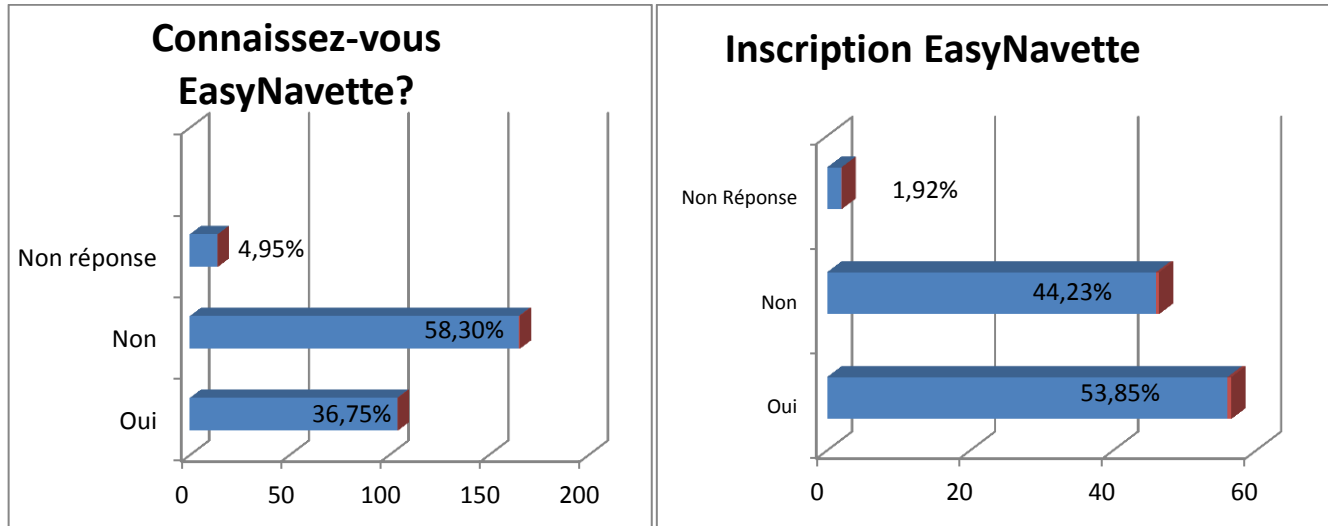 Connaissez-vous
EasyNavette?
Non réponse
4,95%
Non
58,30%
Oui
36,75%
0 50 100 150 200
Inscription EasyNavette
Non Réponse
1,92%
Non
44,23%
Oui
53,85%
0 20 40 60